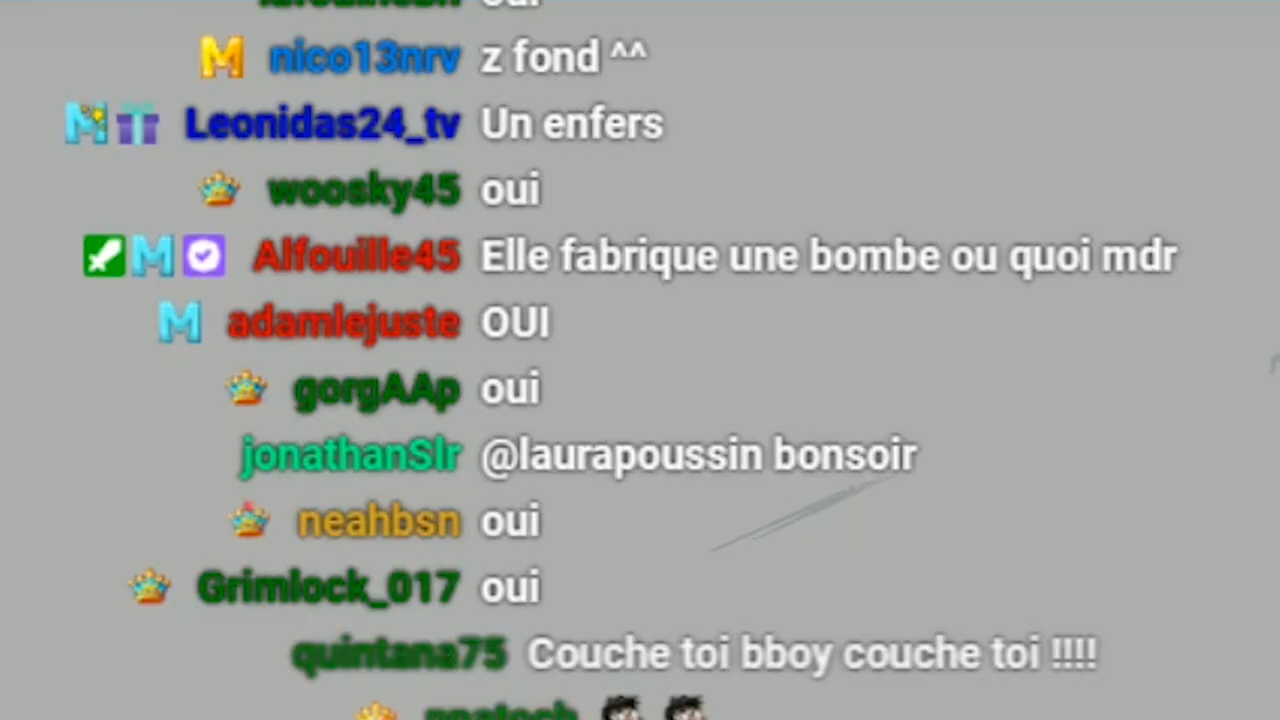 oui
nico13nrv z fond ^^
Leonidas24_tv Un enfers
woosky45 oui
Alfouille45 Elle fabrique une bombe ou quoi mdr
adamlejuste OUI
gorgAAp oui
jonathanSlr @laurapoussin bonsoir
neahbsn oui
Grimlock_017 oui
quintana75 Couche toi bboy couche toi !!!!